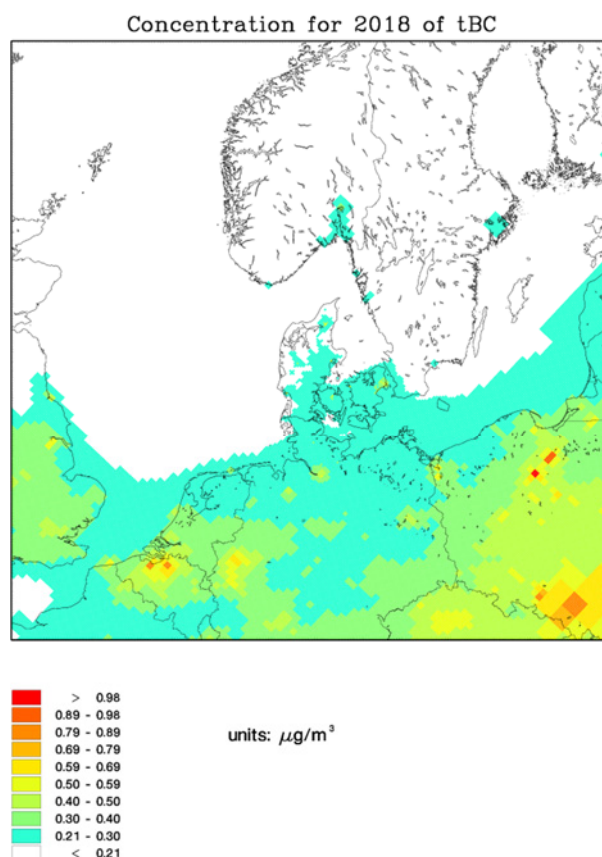 Concentration for 2018 of tBC
> 0.98
0.89 - 0.98
0.79 - 0.89
0.69 - 0.79
0.59 - 0.69
0.50 - 0.59
0.40 - 0.50
0.30 - 0.40
0.21 - 0.30
< 0.21
units: μg/m³